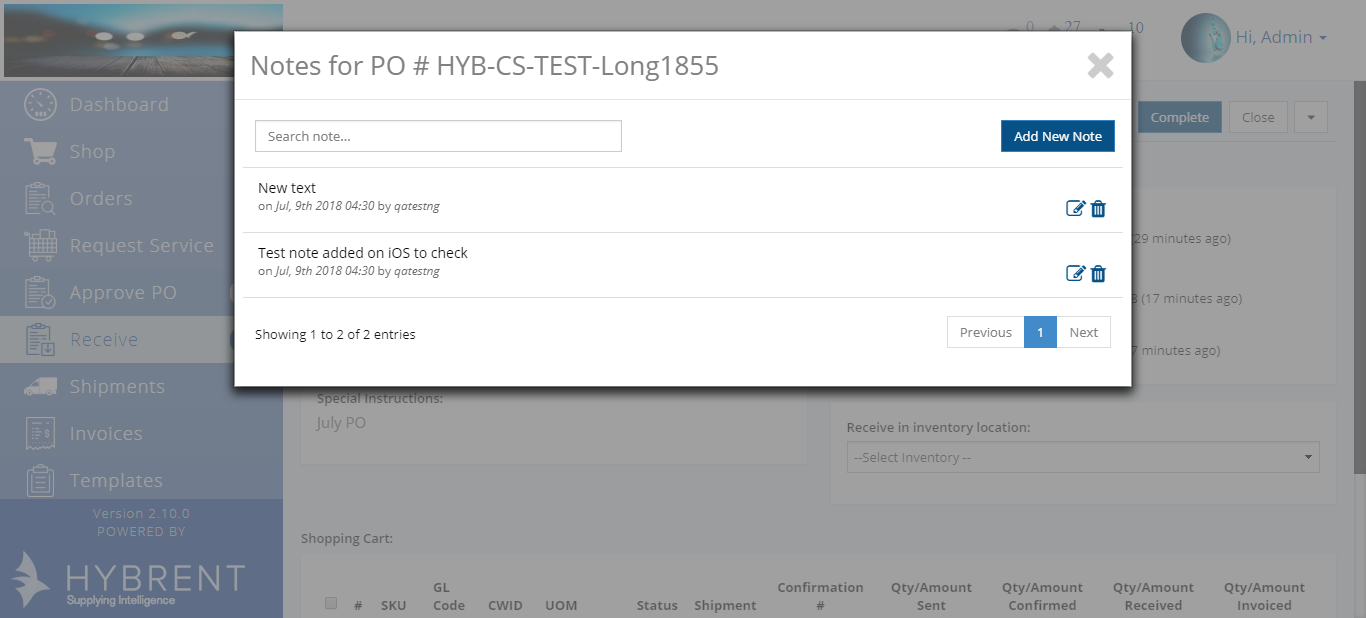 0 27 10
Hi, Admin
Notes for PO # HYB-CS-TEST-Long1855
Search note...
Add New Note
New text
on Jul, 9th 2018 04:30 by qatestng
Test note added on iOS to check
on Jul, 9th 2018 04:30 by qatestng
Showing 1 to 2 of 2 entries
Previous 1 Next
Dashboard
Shop
Orders
Request Service
Approve PO
Receive
Shipments
Invoices
Templates
Version 2.10.0
POWERED BY
HYBRENT
Supplying Intelligence
Complete Close
29 minutes ago)
(17 minutes ago)
7 minutes ago)
Special Instructions:
July PO
Receive in inventory location:
--Select Inventory --
Shopping Cart:
# SKU GL Code CWID UOM Status Shipment Confirmation # Qty/Amount Sent Qty/Amount Confirmed Qty/Amount Received Qty/Amount Invoiced